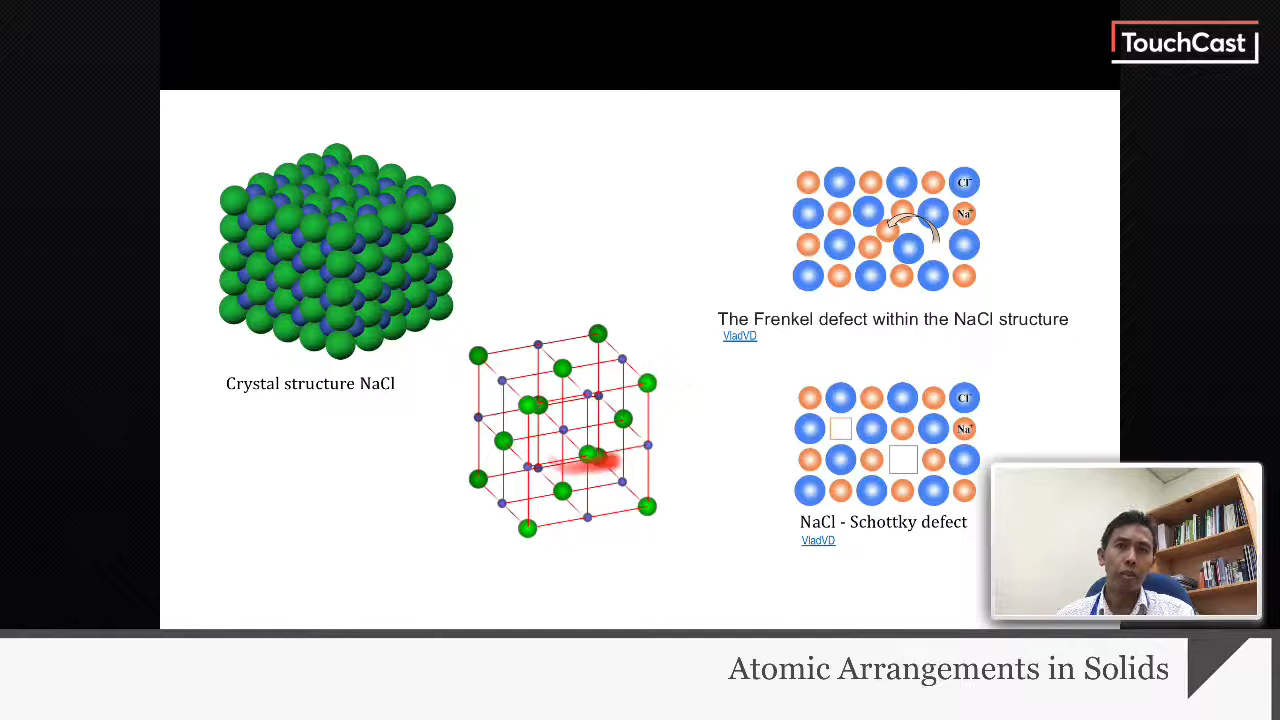 TouchCast
Cl-
Na+
The Frenkel defect within the NaCl structure
VladVD
Crystal structure NaCl
Cl-
Na+
NaCl - Schottky defect
VladVD
Atomic Arrangements in Solids